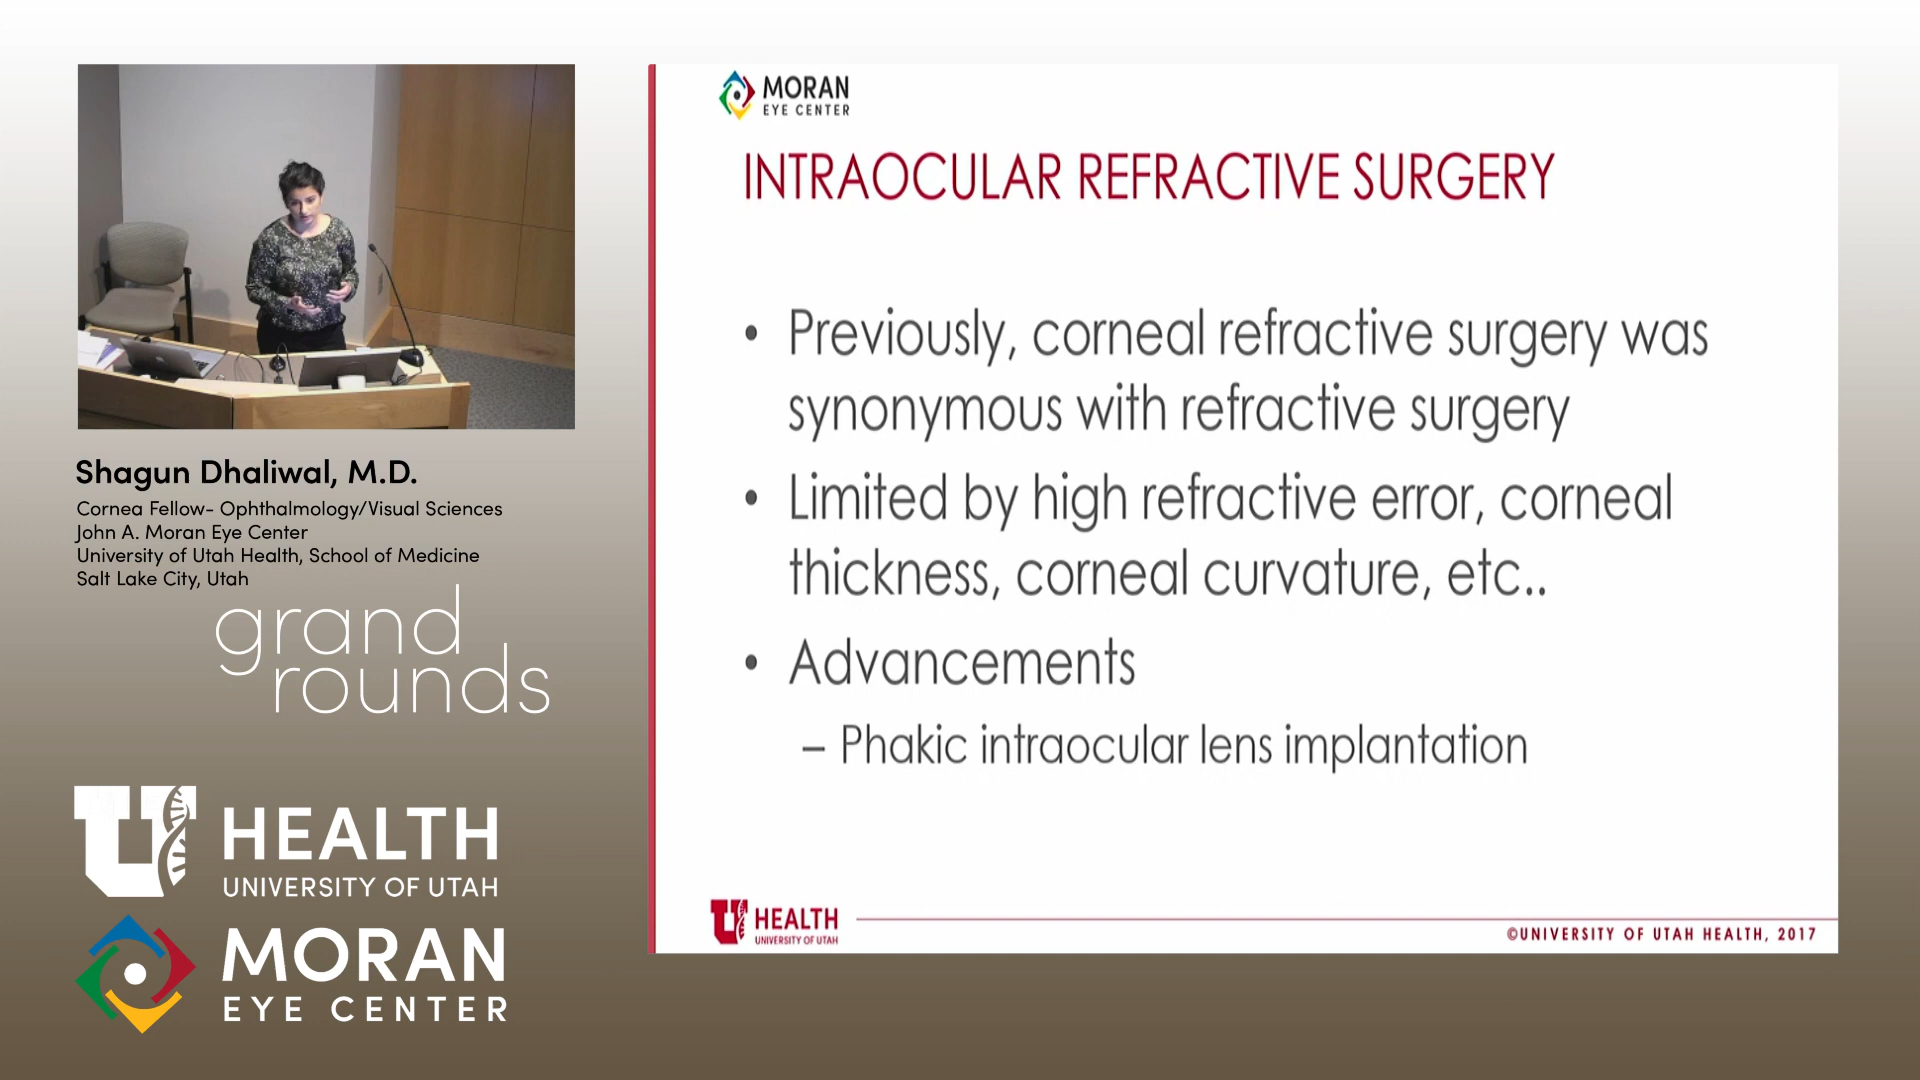 Shagun Dhaliwal, M.D.
Cornea Fellow- Ophthalmology/Visual Sciences
John A. Moran Eye Center
University of Utah Health, School of Medicine
Salt Lake City, Utah
grand
rounds
U HEALTH
UNIVERSITY OF UTAH
MORAN
EYE CENTER
MORAN
EYE CENTER
INTRAOCULAR REFRACTIVE SURGERY
• Previously, corneal refractive surgery was
synonymous with refractive surgery
• Limited by high refractive error, corneal
thickness, corneal curvature, etc..
• Advancements
– Phakic intraocular lens implantation
U HEALTH
UNIVERSITY OF UTAH
©UNIVERSITY OF UTAH HEALTH, 2017